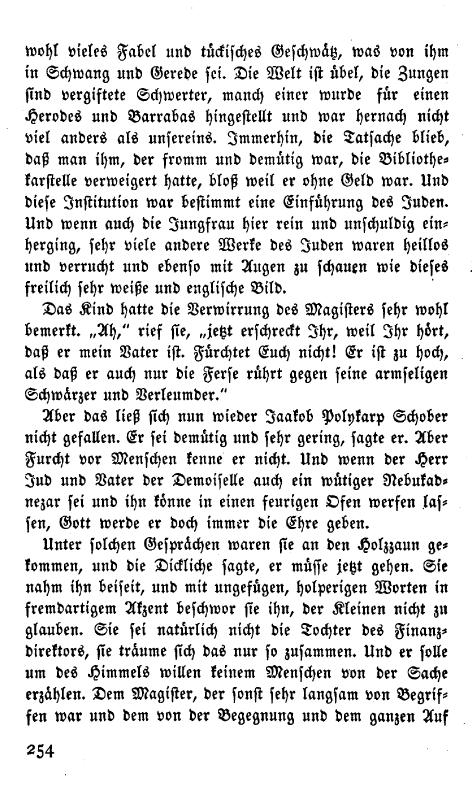 wohl vieles Fabel und tückisches Geschwätz, was von ihm
in Schwang und Gerede sei. Die Welt ist übel, die Zungen
sind vergiftete Schwerter, manch einer wurde für einen
Herodes und Barrabas hingestellt und war hernach nicht
viel anders als unsereins. Immerhin, die Tatsache blieb,
daß man ihm, der fromm und demütig war, die Bibliothe-
karstelle verweigert hatte, bloß weil er ohne Geld war. Und
diese Institution war bestimmt eine Einführung des Juden.
Und wenn auch die Jungfrau hier rein und unschuldig ein-
herging, sehr viele andere Werke des Juden waren heillos
und verrucht und ebenso mit Augen zu schauen wie dieses
freilich sehr weiße und englische Bild.
Das Kind hatte die Verwirrung des Magisters sehr wohl
bemerkt. „Ah,“ rief sie, „jetzt erschreckt Ihr, weil Ihr hört,
daß er mein Vater ist. Fürchtet Euch nicht! Er ist zu hoch,
als daß er auch nur die Ferse rührt gegen seine armseligen
Schwärzer und Verleumder.“
Aber das ließ sich nun wieder Jaakob Polykarp Schober
nicht gefallen. Er sei demütig und sehr gering, sagte er. Aber
Furcht vor Menschen kenne er nicht. Und wenn der Herr
Jud und Vater der Demoiselle auch ein wütiger Nebukad-
nezar sei und ihn könne in einen feurigen Ofen werfen las-
sen, Gott werde er doch immer die Ehre geben.
Unter solchen Gesprächen waren sie an den Holzzaun ge-
kommen, und die Dickliche sagte, er müsse jetzt gehen. Sie
nahm ihn beiseit, und mit ungefügen, holperigen Worten in
fremdartigem Akzent beschwor sie ihn, der Kleinen nicht zu
glauben. Sie sei natürlich nicht die Tochter des Finanz-
direktors, sie träume sich das nur so zusammen. Und er solle
um des Himmels willen keinem Menschen von der Sache
erzählen. Dem Magister, der sonst sehr langsam von Begrif-
fen war und dem von der Begegnung und dem ganzen Auf
254